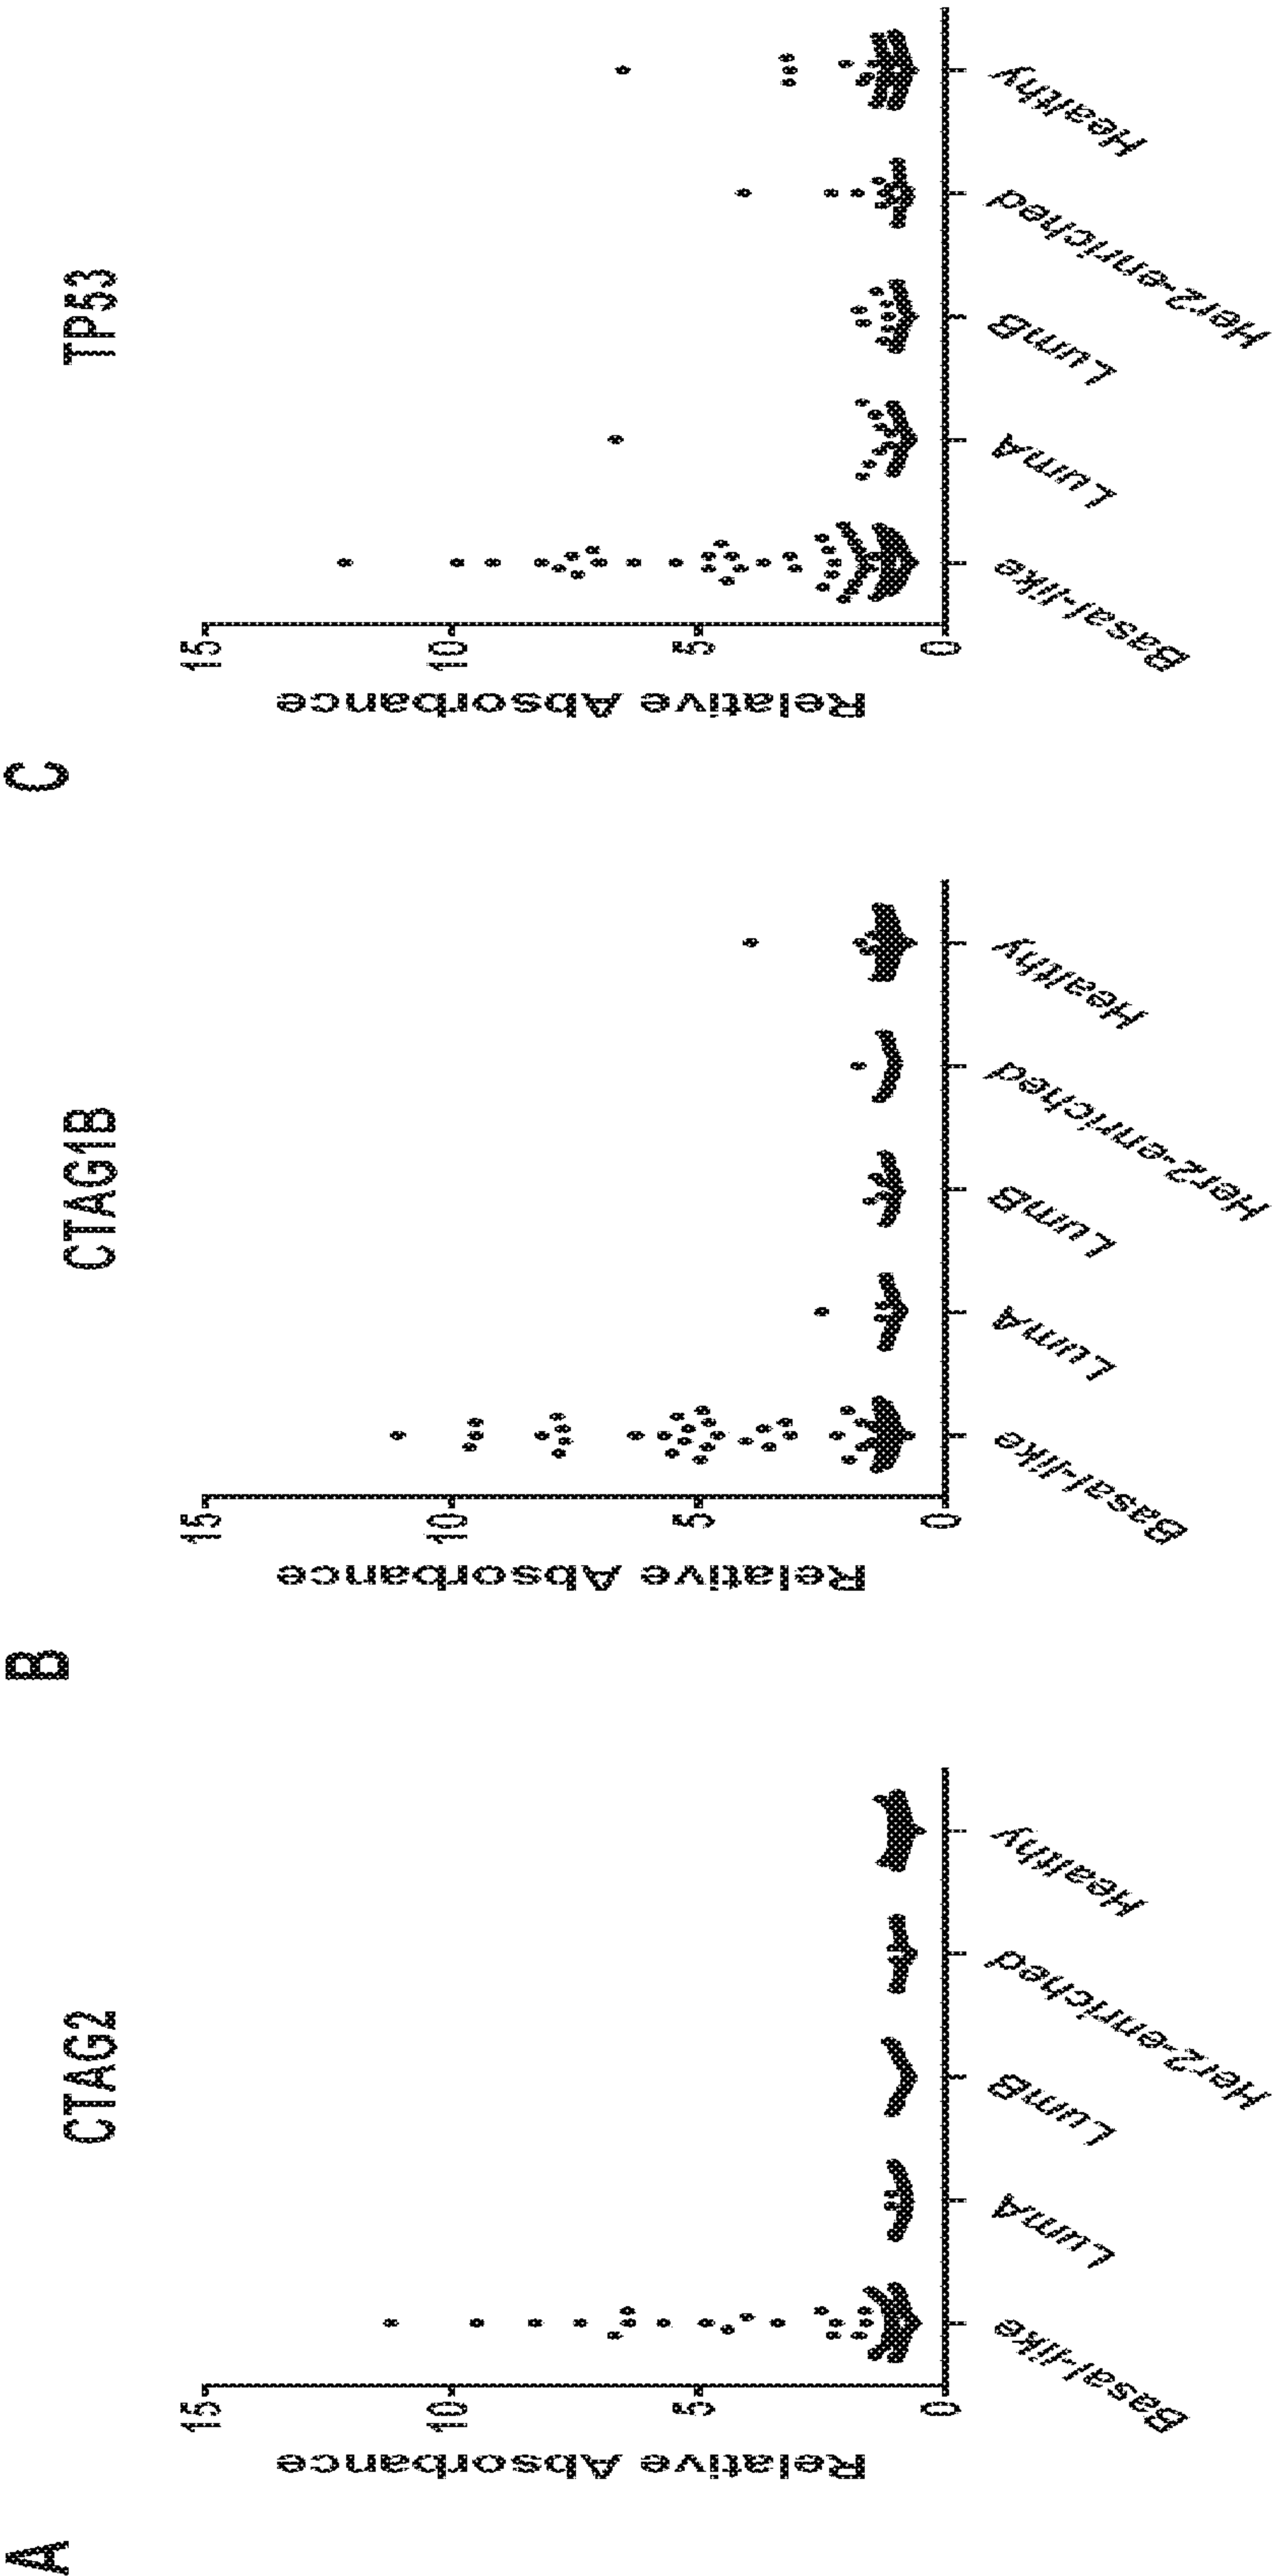 A
CTAG2
Relative Absorbance
15
10
5
0
Basal-like
LumA
LumB
Her2-enriched
Healthy
B
CTAG1B
Relative Absorbance
15
10
5
0
Basal-like
LumA
LumB
Her2-enriched
Healthy
C
TP53
Relative Absorbance
15
10
5
0
Basal-like
LumA
LumB
Her2-enriched
Healthy